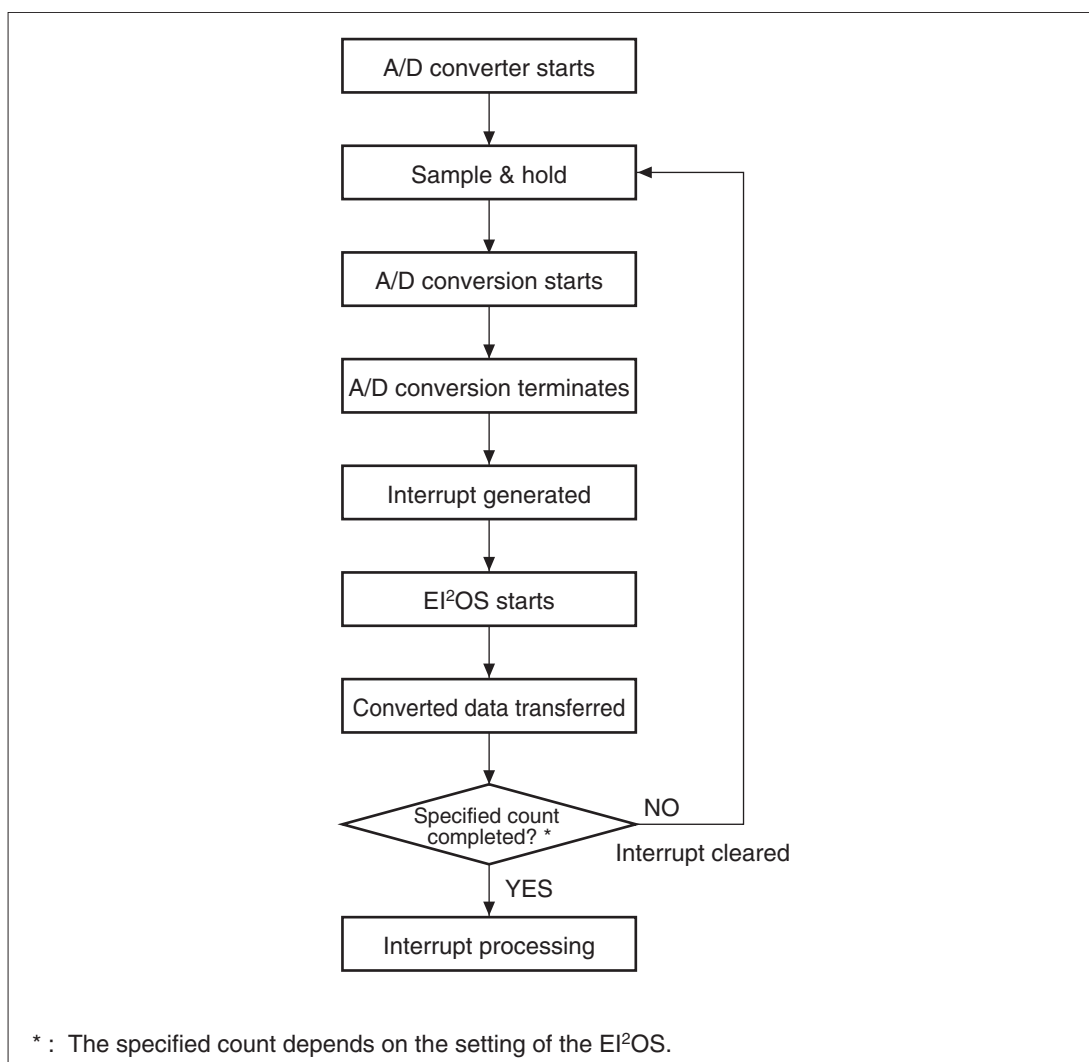 A/D converter starts
Sample & hold
A/D conversion starts
A/D conversion terminates
Interrupt generated
EI²OS starts
Converted data transferred
Specified count
completed? *
NO
Interrupt cleared
YES
Interrupt processing
* : The specified count depends on the setting of the EI²OS.